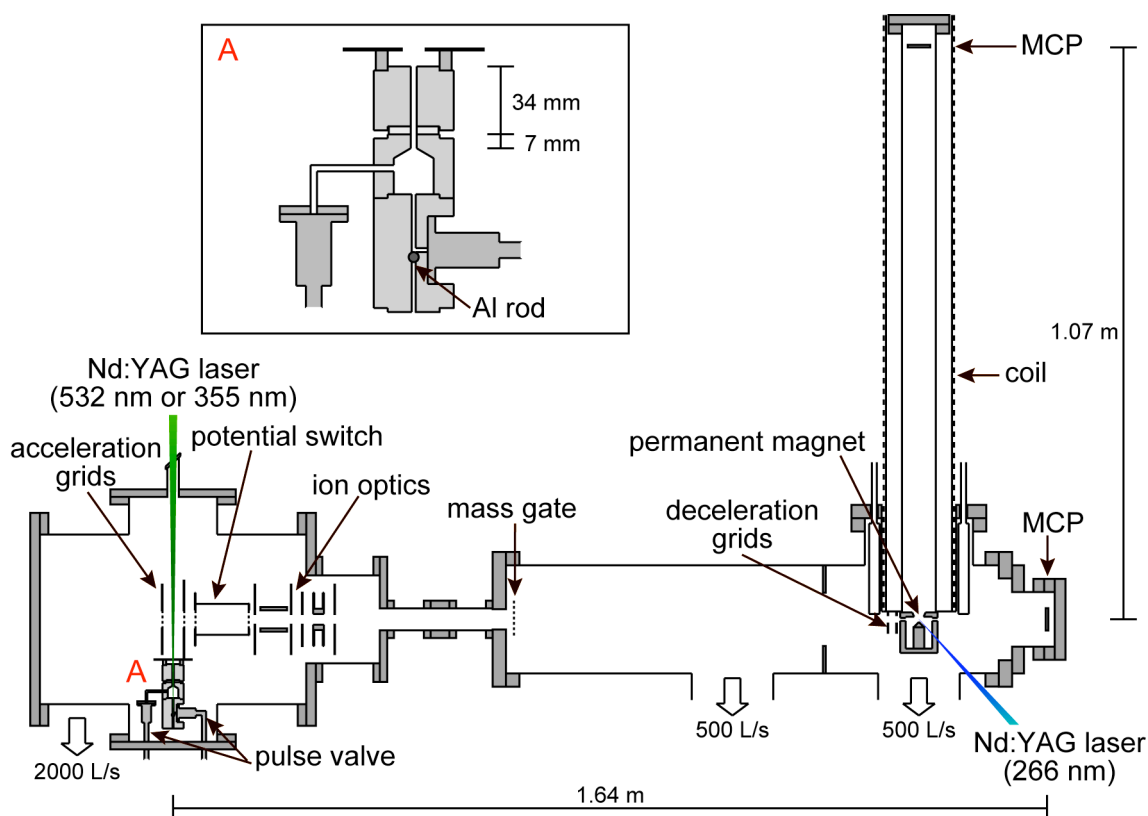 A
34 mm
7 mm
Al rod
MCP
1.07 m
coil
Nd:YAG laser
(532 nm or 355 nm)
potential switch
acceleration
grids
ion optics
mass gate
permanent magnet
deceleration
grids
MCP
A
pulse valve
2000 L/s
500 L/s
500 L/s
Nd:YAG laser
(266 nm)
1.64 m